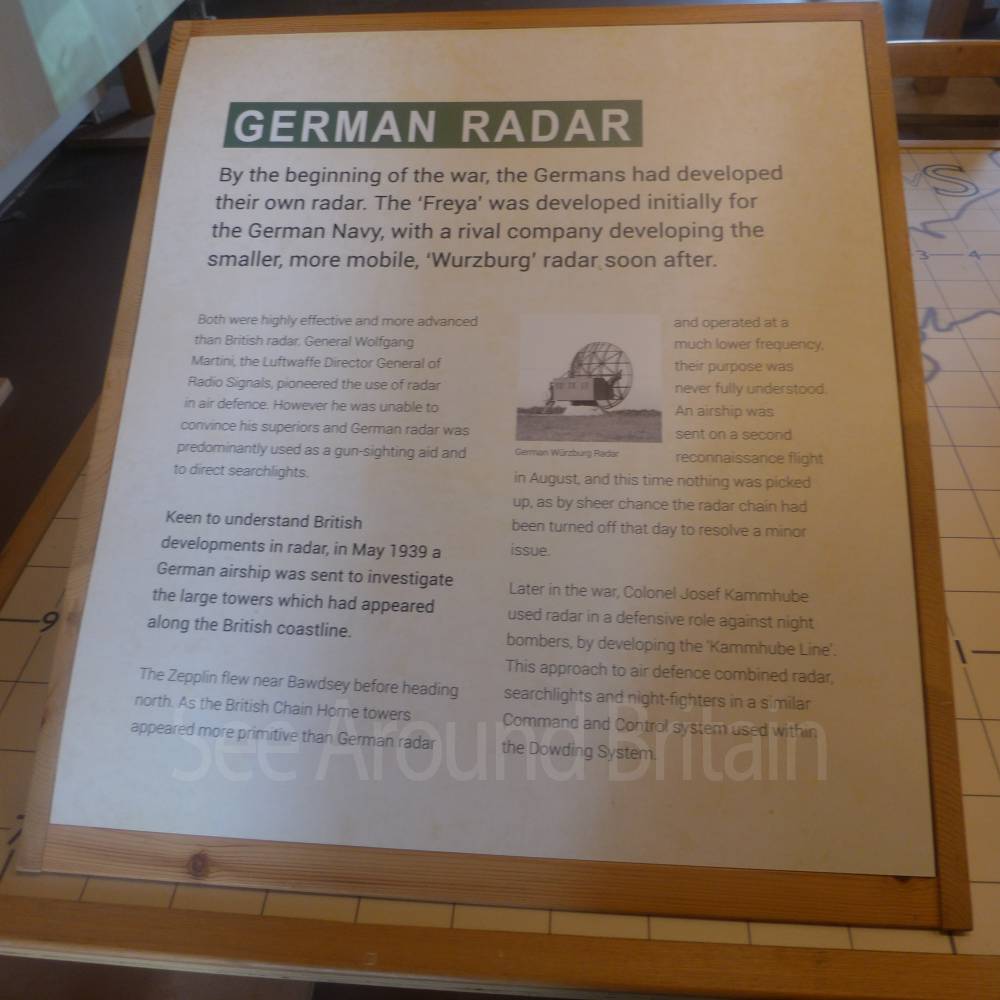 GERMAN RADAR
By the beginning of the war, the Germans had developed
their own radar. The ‘Freya’ was developed initially for
the German Navy, with a rival company developing the
smaller, more mobile, ‘Wurzburg’ radar soon after.
Both were highly effective and more advanced
than British radar. General Wolfgang
Martini, the Luftwaffe Director General of
Radio Signals, pioneered the use of radar
in air defence. However he was unable to
convince his superiors and German radar was
predominantly used as a gun-sighting aid and
to direct searchlights.
Keen to understand British
developments in radar, in May 1939 a
German airship was sent to investigate
the large towers which had appeared
along the British coastline.
The Zepplin flew near Bawdsey before heading
north. As the British Chain Home towers
appeared more primitive than German radar
German Würzburg Radar
and operated at a
much lower frequency,
their purpose was
never fully understood.
An airship was
sent on a second
reconnaissance flight
in August, and this time nothing was picked
up, as by sheer chance the radar chain had
been turned off that day to resolve a minor
issue.
Later in the war, Colonel Josef Kammhube
used radar in a defensive role against night
bombers, by developing the ‘Kammhube Line’.
This approach to air defence combined radar,
searchlights and night-fighters in a similar
Command and Control system used within
the Dowding System.
See Around Britain
S
3 4
9